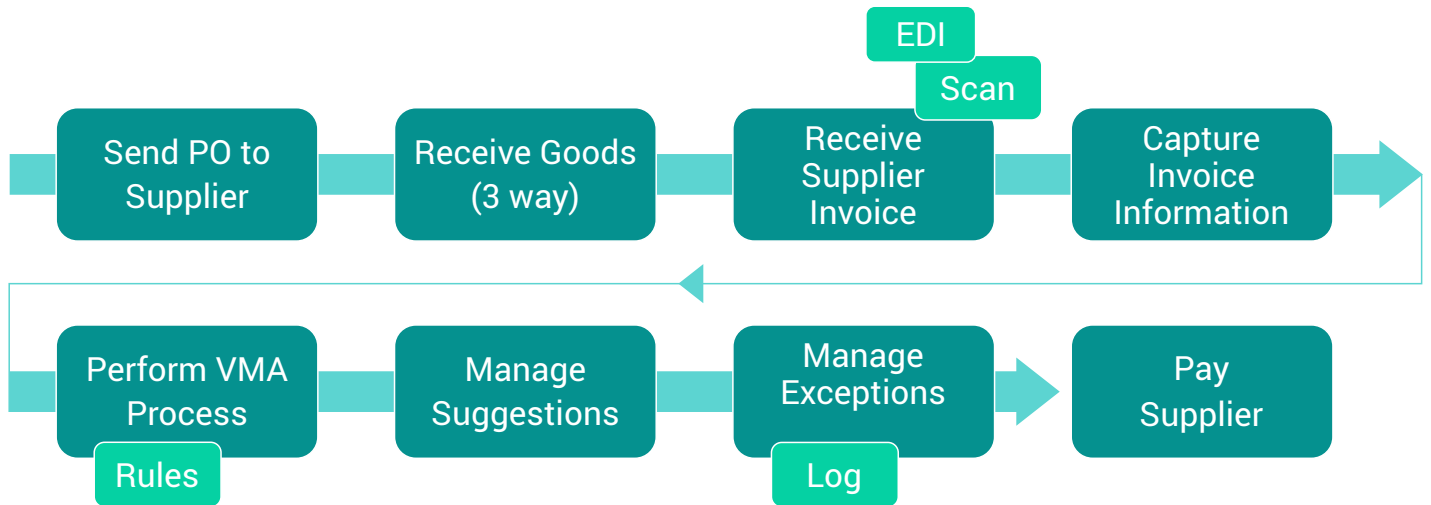 EDI
Scan
Send PO to
Supplier
Receive Goods
(3 way)
Receive
Supplier
Invoice
Capture
Invoice
Information
Perform VMA
Process
Rules
Manage
Suggestions
Manage
Exceptions
Log
Pay
Supplier